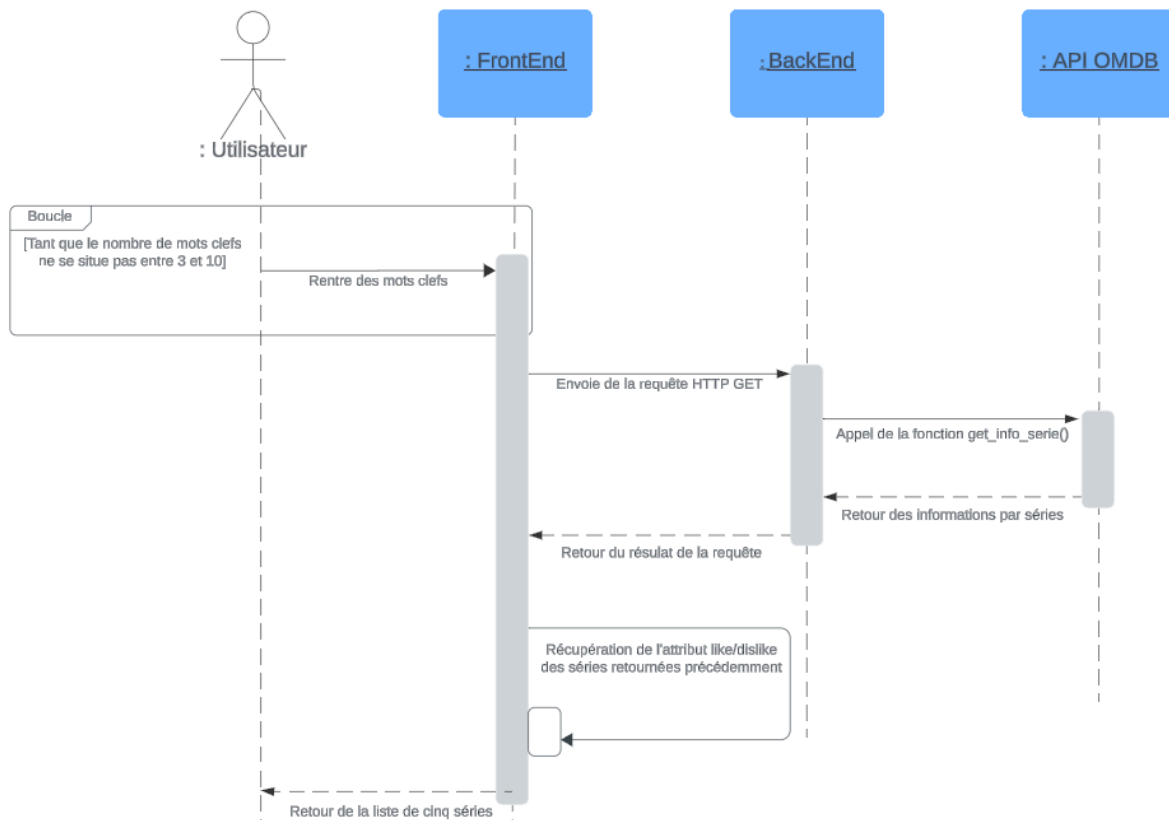 : FrontEnd
: BackEnd
: API OMDB
: Utilisateur
Boucle
[Tant que le nombre de mots clefs
ne se situe pas entre 3 et 10]
Rentre des mots clefs
Envoie de la requête HTTP GET
Appel de la fonction get_info_serie()
Retour des informations par séries
Retour du résulat de la requête
Récupération de l'attribut like/dislike
des séries retournées précédemment
Retour de la liste de cinq séries